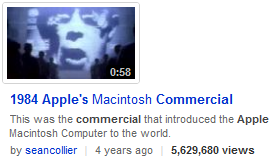 0:58
1984 Apple's Macintosh Commercial
This was the commercial that introduced the Apple
Macintosh Computer to the world.
by seancollier | 4 years ago | 5,629,680 views